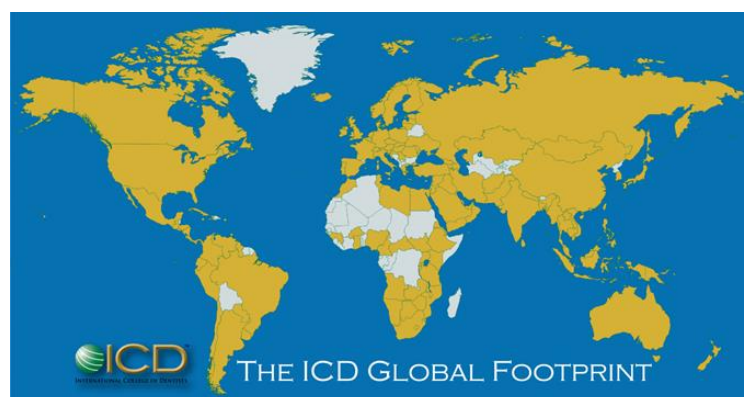 ICD
INTERNATIONAL COLLEGE OF DENTISTS
THE ICD GLOBAL FOOTPRINT